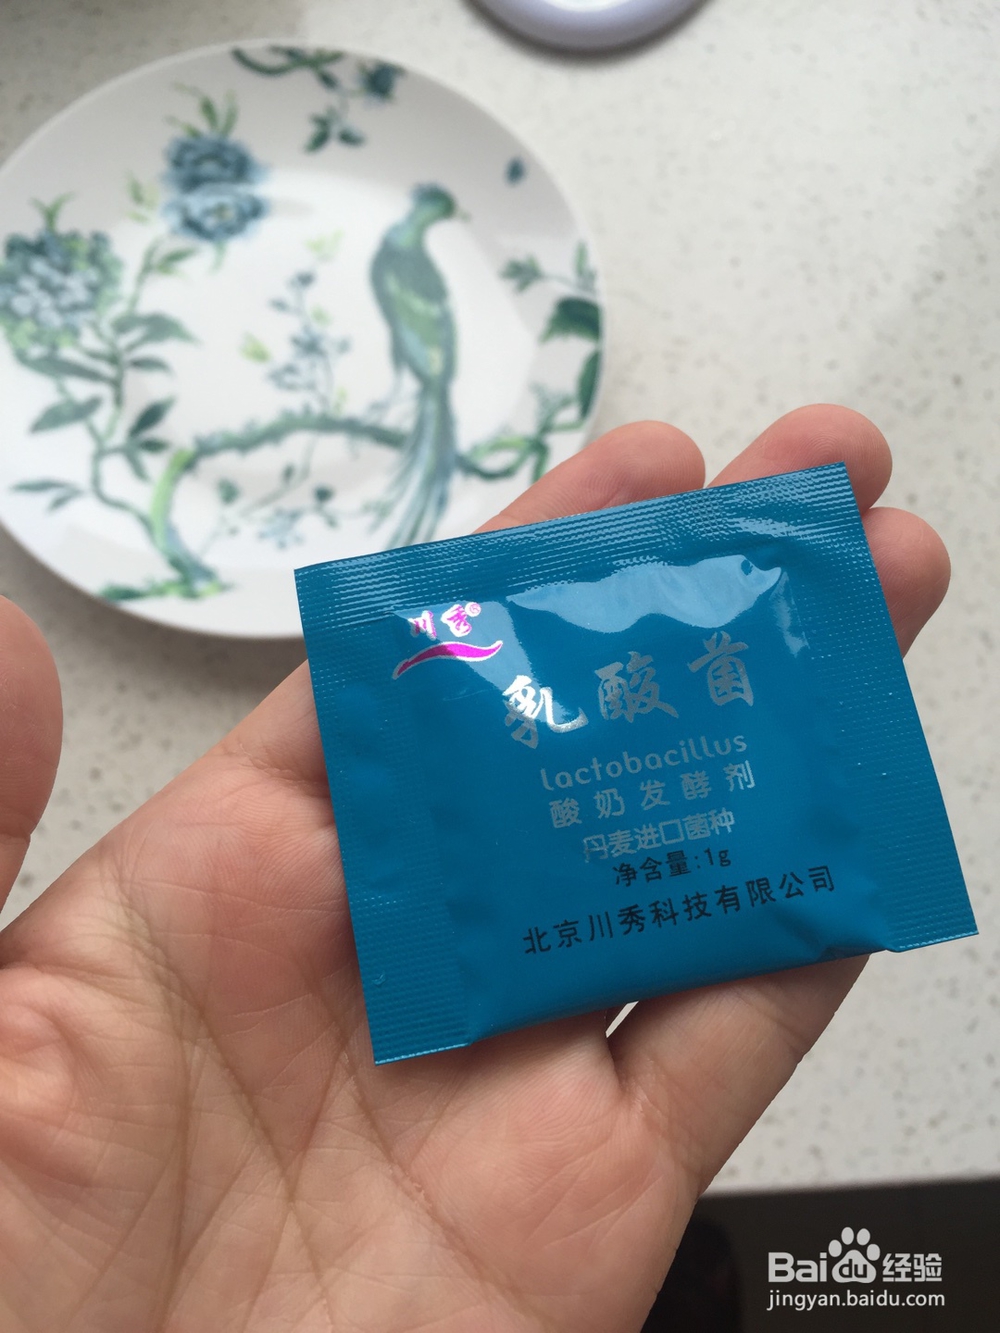 川秀®
乳酸菌
lactobacillus
酸奶发酵剂
丹麦进口菌种
净含量:1g
北京川秀科技有限公司
Baidu经验
jingyan.baidu.com